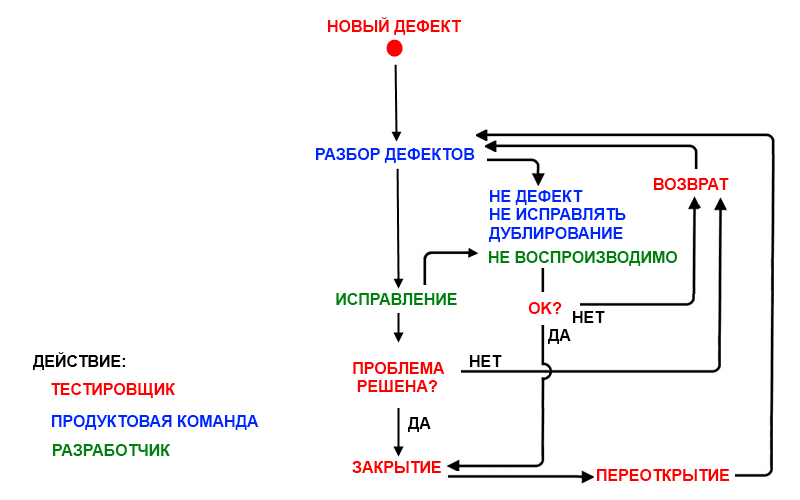 НОВЫЙ ДЕФЕКТ
РАЗБОР ДЕФЕКТОВ
ВОЗВРАТ
НЕ ДЕФЕКТ
НЕ ИСПРАВЛЯТЬ
ДУБЛИРОВАНИЕ
НЕ ВОСПРОИЗВОДИМО
ИСПРАВЛЕНИЕ
OK?
НЕТ
ДА
ПРОБЛЕМА
РЕШЕНА?
НЕТ
ДА
ЗАКРЫТИЕ
ПЕРЕОТКРЫТИЕ
ДЕЙСТВИЕ:
ТЕСТИРОВЩИК
ПРОДУКТОВАЯ КОМАНДА
РАЗРАБОТЧИК